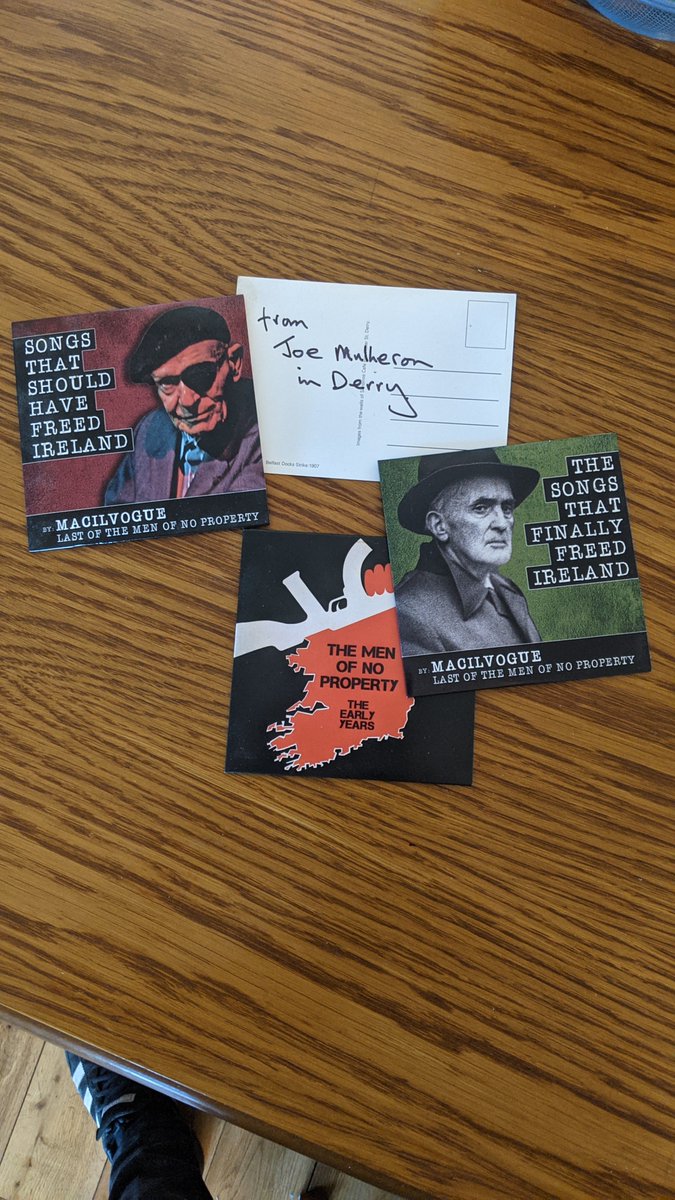 SONGS
THAT
SHOULD
HAVE
FREED
IRELAND
BY: MACILVOGUE
LAST OF THE MEN OF NO PROPERTY
from
Joe Mulheron
in Derry
Belfast Docks Strike: 1907
THE
SONGS
THAT
FINALLY
FREED
IRELAND
BY: MACILVOGUE
LAST OF THE MEN OF NO PROPERTY
THE MEN
OF NO
PROPERTY
THE
EARLY
YEARS